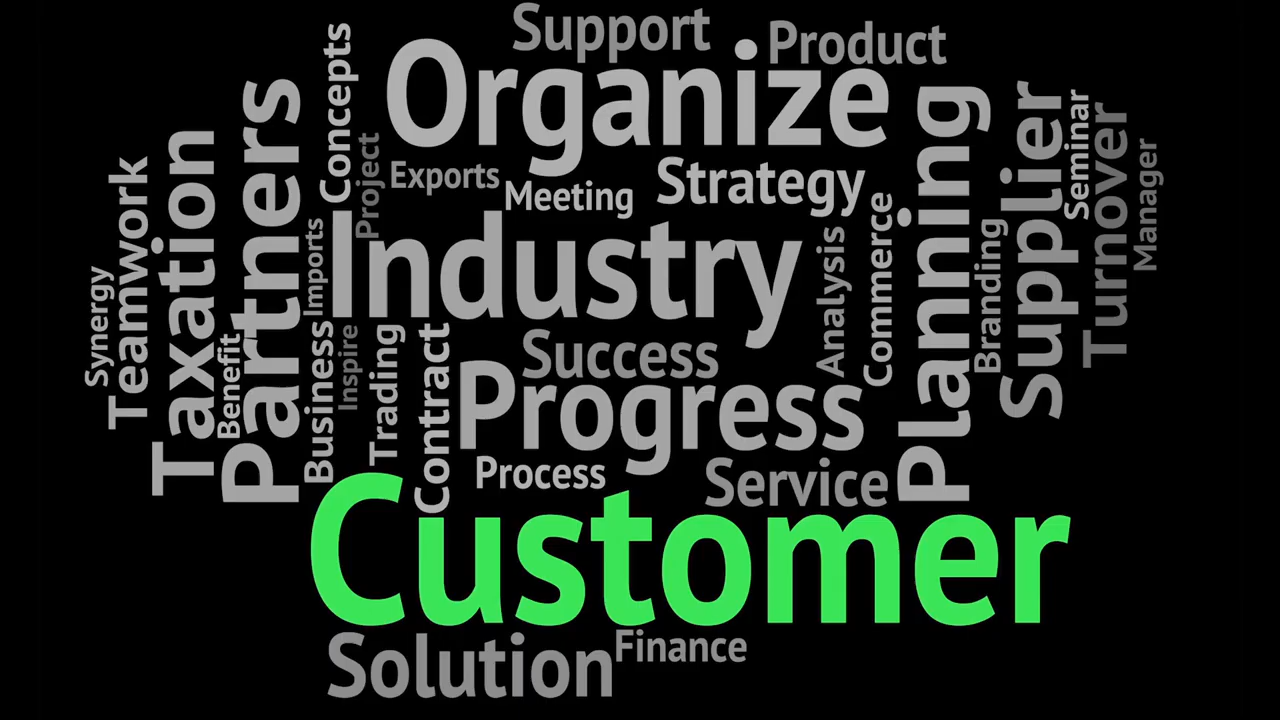 Support
Product
Organize
Concepts
Project
Exports
Meeting
Strategy
Partners
Taxation
Teamwork
Synergy
Benefit
Imports
Industry
Analysis
Commerce
Planning
Branding
Supplier
Seminar
Turnover
Manager
Business
Inspire
Trading
Contract
Success
Progress
Process
Service
Customer
Solution
Finance